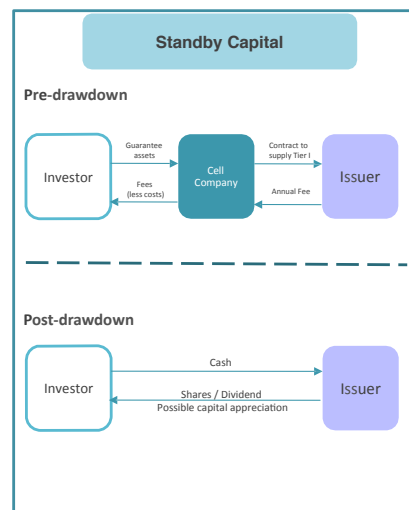 Standby Capital
Pre-drawdown
Guarantee
assets
Contract to
supply Tier I
Investor
Cell
Company
Issuer
Fees
(less costs)
Annual Fee
Post-drawdown
Cash
Investor
Issuer
Shares / Dividend
Possible capital appreciation